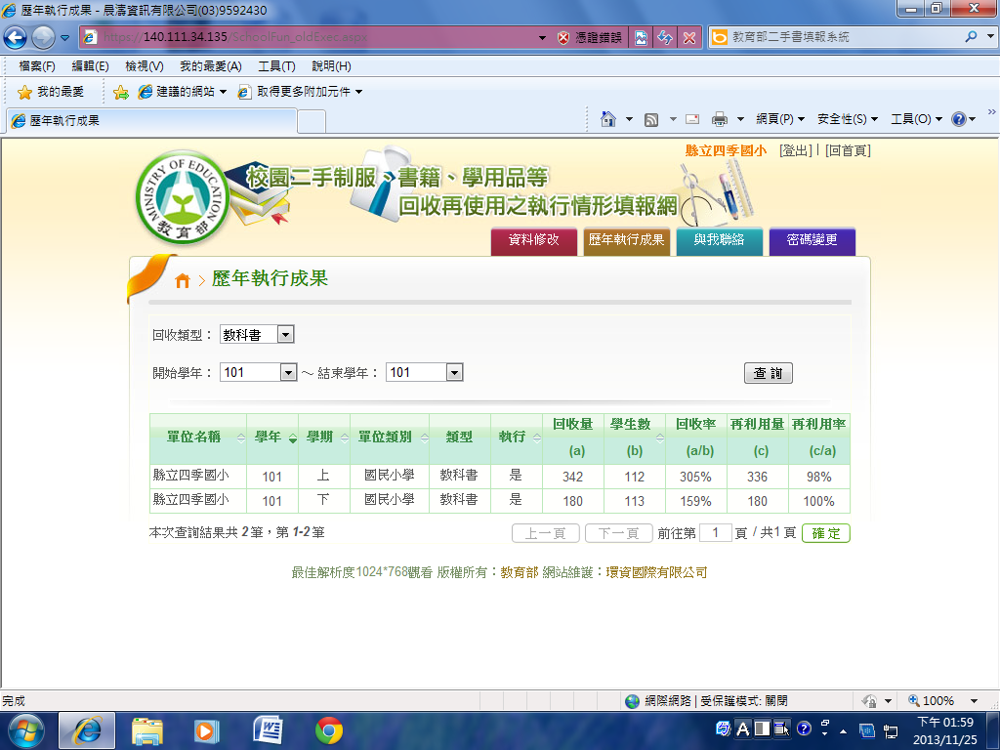 歷年執行成果 - 晨濤資訊有限公司(03)9592430
https://140.111.34.135/SchoolFun_oldExec.aspx
憑證錯誤
教育部二手書填報系統
檔案(F) 編輯(E) 檢視(V) 我的最愛(A) 工具(T) 說明(H)
我的最愛 建議的網站 取得更多附加元件
歷年執行成果
網頁(P) 安全性(S) 工具(O)
縣立四季國小 [登出] | [回首頁]
MINISTRY OF EDUCATION
教育部
校園二手制服、書籍、學用品等
回收再使用之執行情形填報網
資料修改 歷年執行成果 與我聯絡 密碼變更
> 歷年執行成果
回收類型： 教科書
開始學年： 101 ～ 結束學年： 101 查 詢
單位名稱 學年 學期 單位類別 類型 執行 回收量 (a) 學生數 (b) 回收率 (a/b) 再利用量 (c) 再利用率 (c/a)
縣立四季國小 101 上 國民小學 教科書 是 342 112 305% 336 98%
縣立四季國小 101 下 國民小學 教科書 是 180 113 159% 180 100%
本次查詢結果共 2 筆，第 1-2 筆 上一頁 下一頁 前往第 1 頁 / 共1 頁 確 定
最佳解析度1024*768觀看 版權所有：教育部 網站維護：環資國際有限公司
完成 網際網路 | 受保護模式: 關閉 100%
A
下午 01:59
2013/11/25